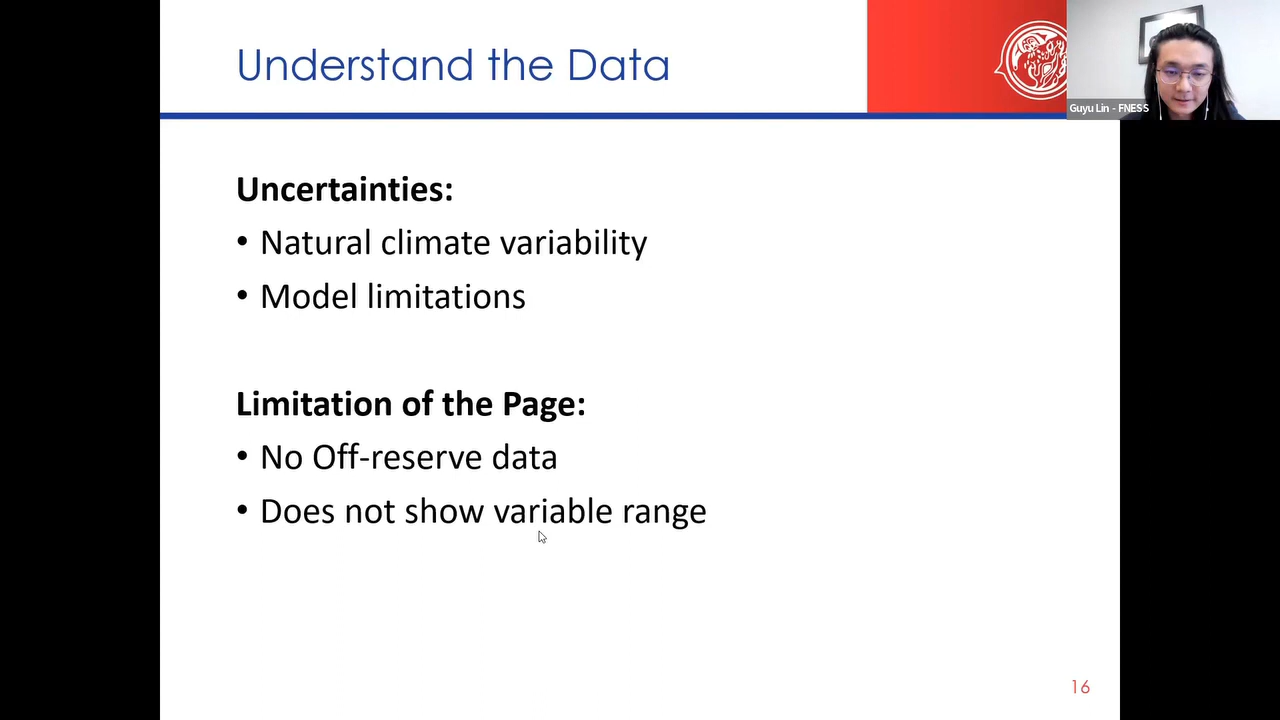 Understand the Data
Guyu Lin - FNESS
Uncertainties:
• Natural climate variability
• Model limitations
Limitation of the Page:
• No Off-reserve data
• Does not show variable range
16